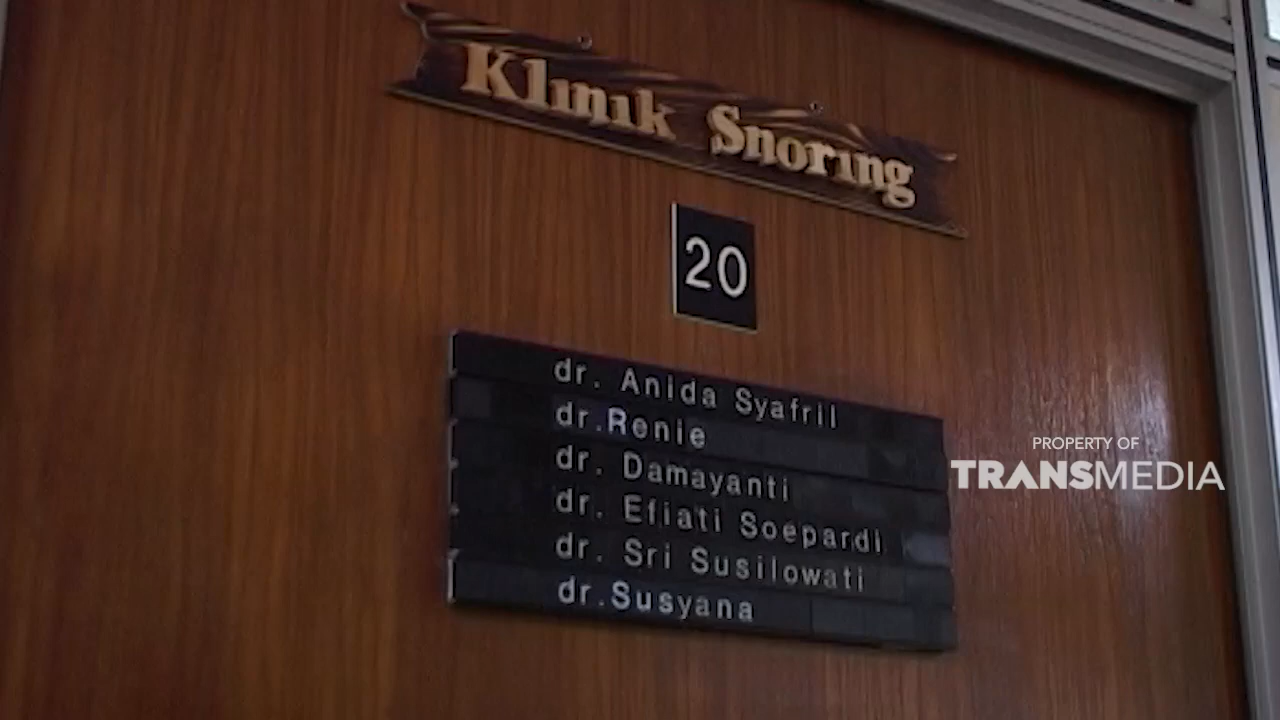 Klinik Snoring
20
dr. Anida Syafril
dr.Renie
dr. Damayanti
dr. Efiati Soepardi
dr. Sri Susilowati
dr.Susyana
PROPERTY OF
TRANSMEDIA